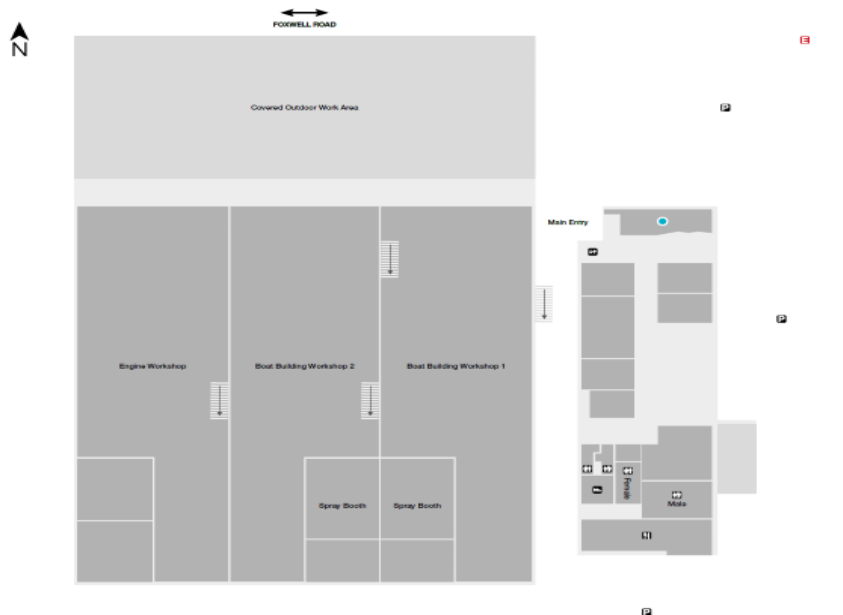 FOXWELL ROAD
N
E
Covered Outdoor Work Area
P
Main Entry
P
Engine Workshop
Boat Building Workshop 2
Boat Building Workshop 1
Spray Booth
Spray Booth
Female
Male
P